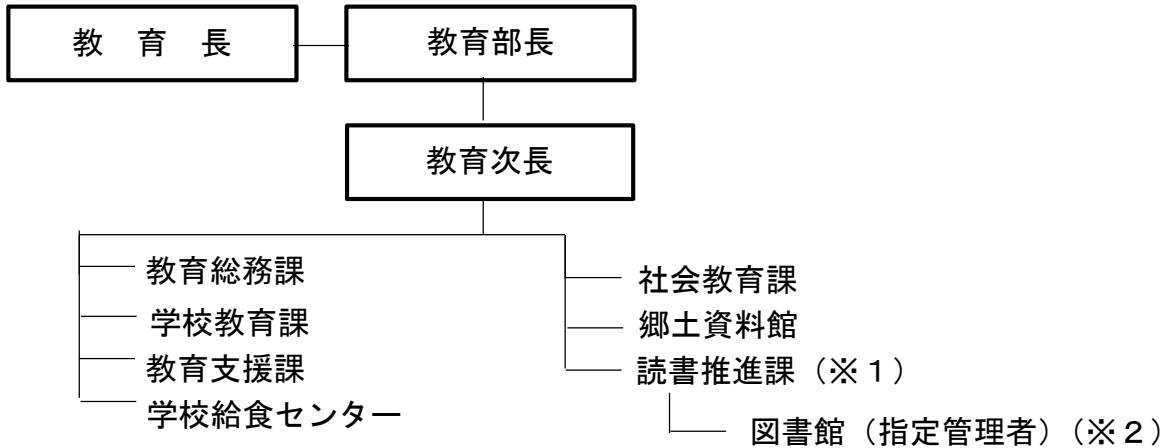 教　育　長
教育部長
教育次長
教育総務課
学校教育課
教育支援課
学校給食センター
社会教育課
郷土資料館
読書推進課（※１）
図書館（指定管理者）（※２）